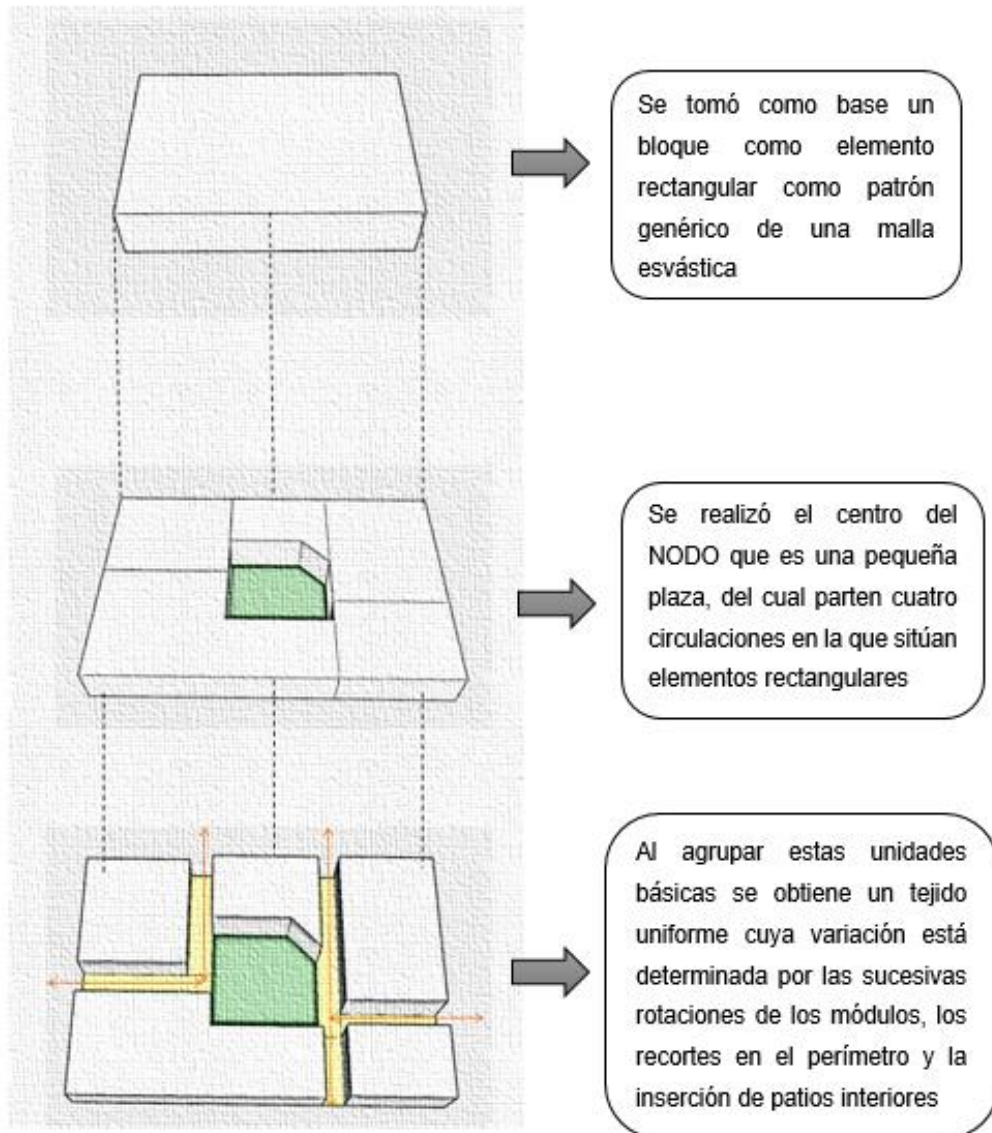 Se tomó como base un
bloque como elemento
rectangular como patrón
genérico de una malla
esvástica
Se realizó el centro del
NODO que es una pequeña
plaza, del cual parten cuatro
circulaciones en la que sitúan
elementos rectangulares
Al agrupar estas unidades
básicas se obtiene un tejido
uniforme cuya variación está
determinada por las sucesivas
rotaciones de los módulos, los
recortes en el perímetro y la
inserción de patios interiores